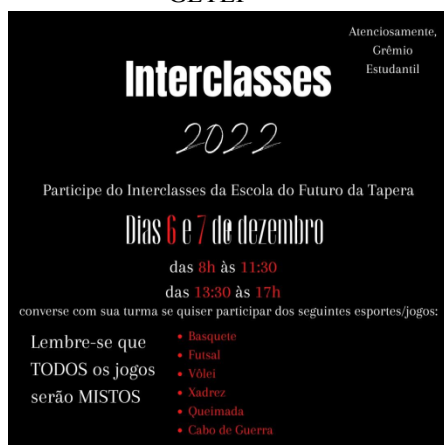 Atenciosamente,
Grêmio
Estudantil
Interclasses
2022
Participe do Interclasses da Escola do Futuro da Tapera
Dias 6 e 7 de dezembro
das 8h às 11:30
das 13:30 às 17h
converse com sua turma se quiser participar dos seguintes esportes/jogos:
Lembre-se que
TODOS os jogos
serão MISTOS
• Basquete
• Futsal
• Vôlei
• Xadrez
• Queimada
• Cabo de Guerra